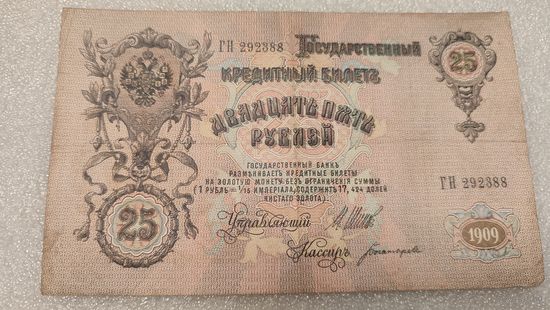 ГН 292388
Государственный
Кредитный Билетъ
25
Двадцать пять
Рублей
Государственный Банкъ
размѣниваетъ кредитные билеты
на золотую монету безъ ограниченія суммы
(1 рубль = 1/15 имперіала, содержитъ 17,424 долей
чистаго золота)
ГН 292388
25
Управляющій
Кассиръ
1909